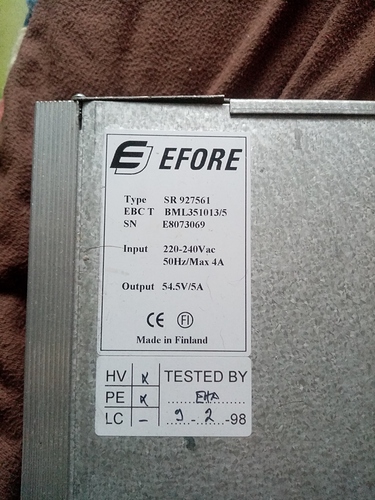 EFORE
Type SR 927561
EBC T BML351013/5
SN E8073069
Input 220-240Vac
50Hz/Max 4A
Output 54.5V/5A
CE FI
Made in Finland
HV x TESTED BY
PE x EHA
LC - 9.-2.-98